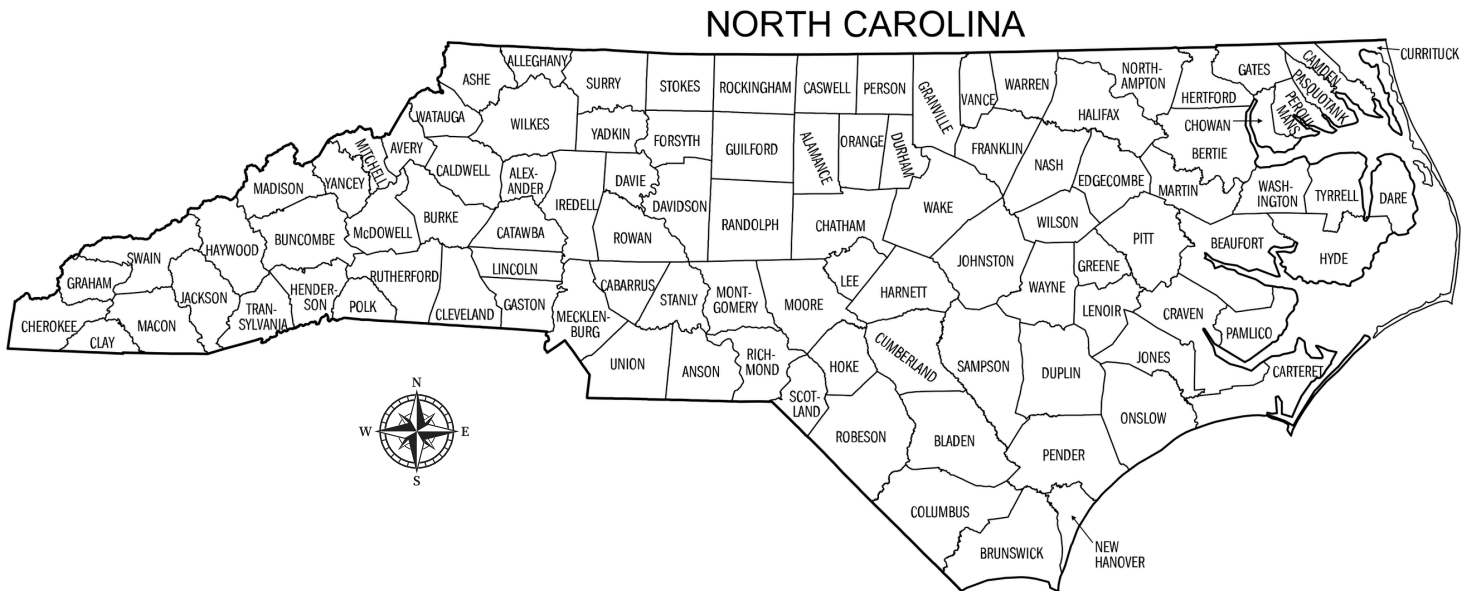 NORTH CAROLINA
CURRITUCK
ALLEGHANY
ASHE
SURRY
STOKES
ROCKINGHAM
CASWELL
PERSON
GRANVILLE
VANCE
WARREN
NORTH-
AMPTON
GATES
CAMDEN
PASQUOTANK
PERQUI-
MANS
HERTFORD
CHOWAN
WATAUGA
WILKES
YADKIN
FORSYTH
GUILFORD
ALAMANCE
ORANGE
DURHAM
FRANKLIN
HALIFAX
NASH
BERTIE
MITCHELL
AVERY
CALDWELL
ALEX-
ANDER
IREDELL
DAVIE
DAVIDSON
RANDOLPH
CHATHAM
WAKE
EDGECOMBE
MARTIN
WASH-
INGTON
TYRRELL
DARE
MADISON
YANCEY
BURKE
McDOWELL
CATAWBA
ROWAN
WILSON
PITT
BEAUFORT
HYDE
HAYWOOD
BUNCOMBE
SWAIN
GRAHAM
JACKSON
RUTHERFORD
LINCOLN
CABARRUS
STANLY
MONT-
GOMERY
MOORE
LEE
HARNETT
JOHNSTON
GREENE
WAYNE
LENOIR
CRAVEN
PAMLICO
CHEROKEE
CLAY
MACON
TRAN-
SYLVANIA
HENDER-
SON
POLK
CLEVELAND
GASTON
MECKLEN-
BURG
UNION
ANSON
RICH-
MOND
HOKE
CUMBERLAND
SAMPSON
DUPLIN
JONES
CARTERET
SCOT-
LAND
ROBESON
BLADEN
ONSLOW
PENDER
COLUMBUS
BRUNSWICK
NEW
HANOVER
N
W
E
S